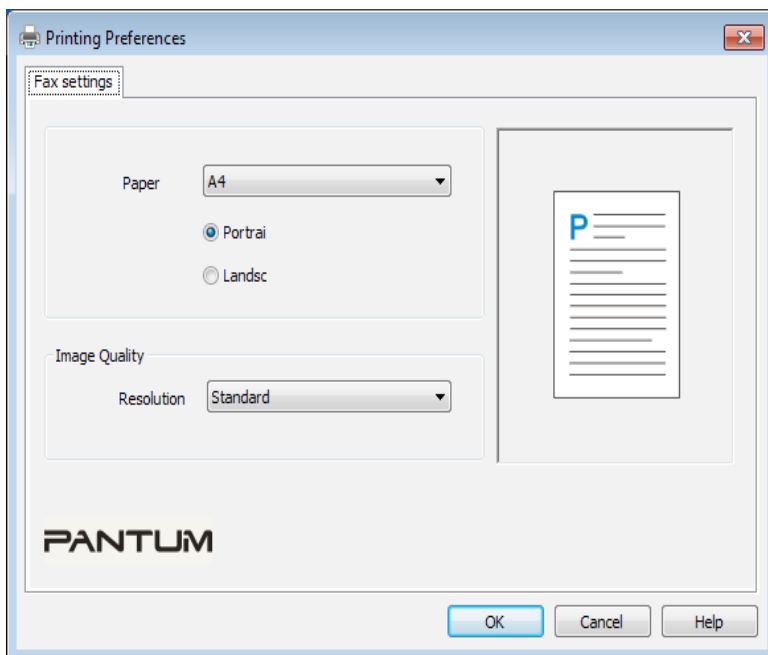 Printing Preferences
Fax settings
Paper
A4
Portrai
Landsc
P
Image Quality
Resolution
Standard
PANTUM
OK
Cancel
Help